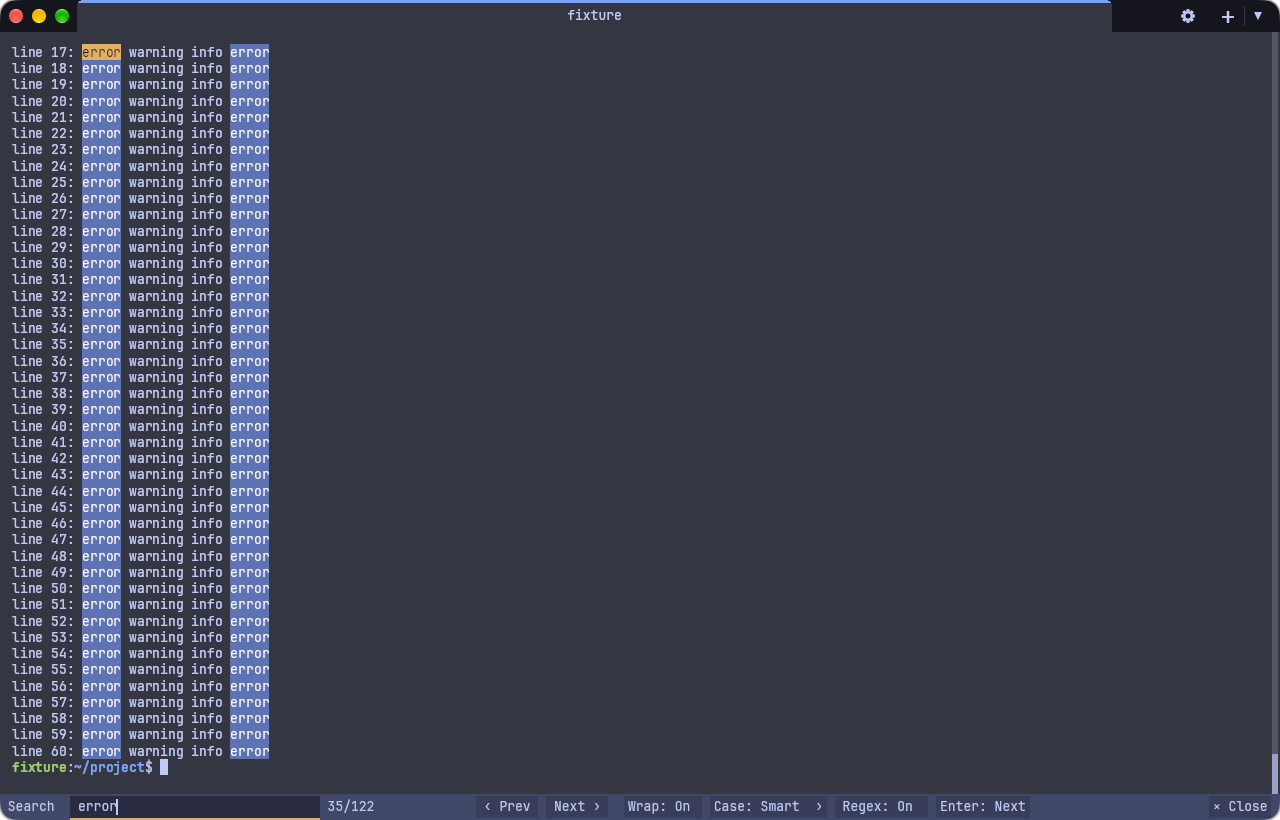 fixture
line 17: error warning info error
line 18: error warning info error
line 19: error warning info error
line 20: error warning info error
line 21: error warning info error
line 22: error warning info error
line 23: error warning info error
line 24: error warning info error
line 25: error warning info error
line 26: error warning info error
line 27: error warning info error
line 28: error warning info error
line 29: error warning info error
line 30: error warning info error
line 31: error warning info error
line 32: error warning info error
line 33: error warning info error
line 34: error warning info error
line 35: error warning info error
line 36: error warning info error
line 37: error warning info error
line 38: error warning info error
line 39: error warning info error
line 40: error warning info error
line 41: error warning info error
line 42: error warning info error
line 43: error warning info error
line 44: error warning info error
line 45: error warning info error
line 46: error warning info error
line 47: error warning info error
line 48: error warning info error
line 49: error warning info error
line 50: error warning info error
line 51: error warning info error
line 52: error warning info error
line 53: error warning info error
line 54: error warning info error
line 55: error warning info error
line 56: error warning info error
line 57: error warning info error
line 58: error warning info error
line 59: error warning info error
line 60: error warning info error
fixture:~/project$
Search error 35/122 ‹ Prev Next › Wrap: On Case: Smart › Regex: On Enter: Next × Close